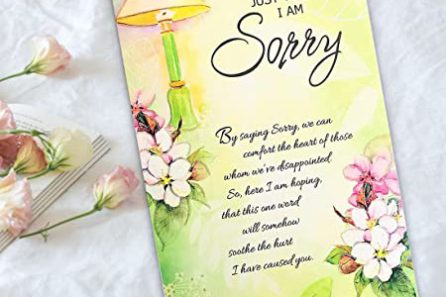 JUST
I AM
Sorry
By saying Sorry, we can
comfort the heart of those
whom we've disappointed.
So, here I am hoping,
that this one word
will somehow
soothe the hurt
I have caused you.